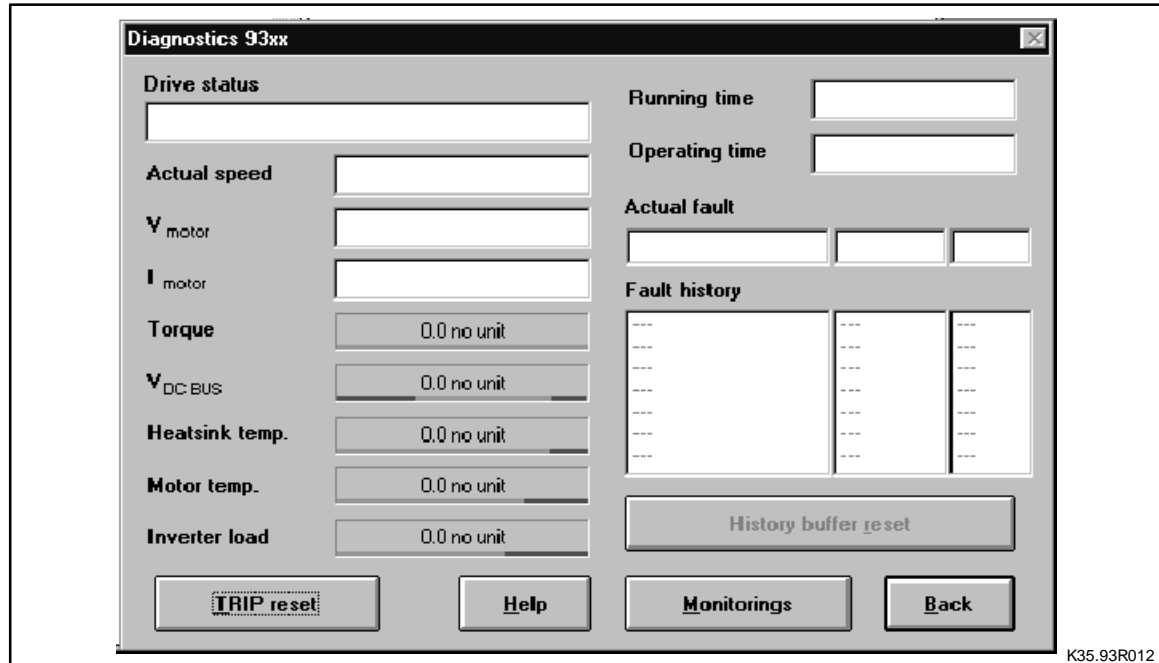 Diagnostics 93xx
Drive status
Actual speed
V motor
I motor
Torque
0.0 no unit
V DC BUS
0.0 no unit
Heatsink temp.
0.0 no unit
Motor temp.
0.0 no unit
Inverter load
0.0 no unit
Running time
Operating time
Actual fault
Fault history
--- --- ---
--- --- ---
--- --- ---
--- --- ---
--- --- ---
--- --- ---
--- --- ---
History buffer reset
TRIP reset
Help
Monitorings
Back
K35.93R012